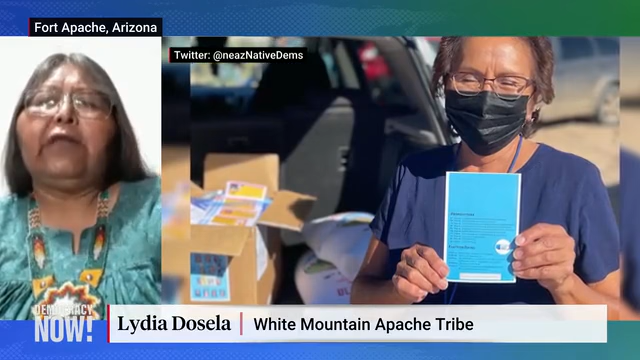 Fort Apache, Arizona
Twitter: @neazNativeDems
DEMOCRACY
NOW!
Lydia Dosela
White Mountain Apache Tribe